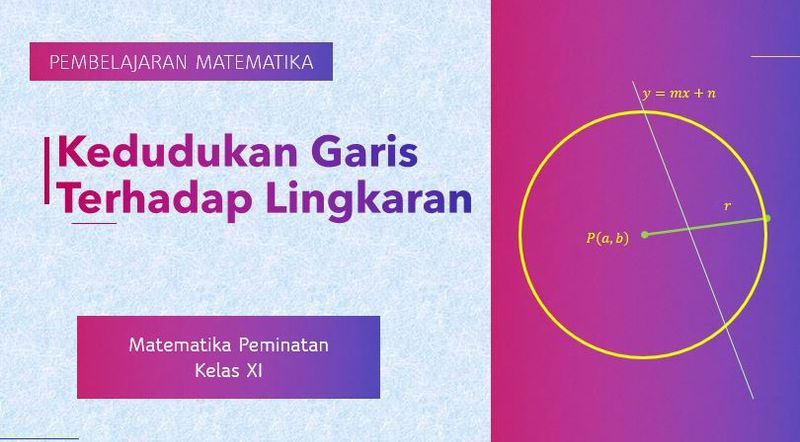 PEMBELAJARAN MATEMATIKA
Kedudukan Garis
Terhadap Lingkaran
Matematika Peminatan
Kelas XI
y = mx + n
r
P(a, b)